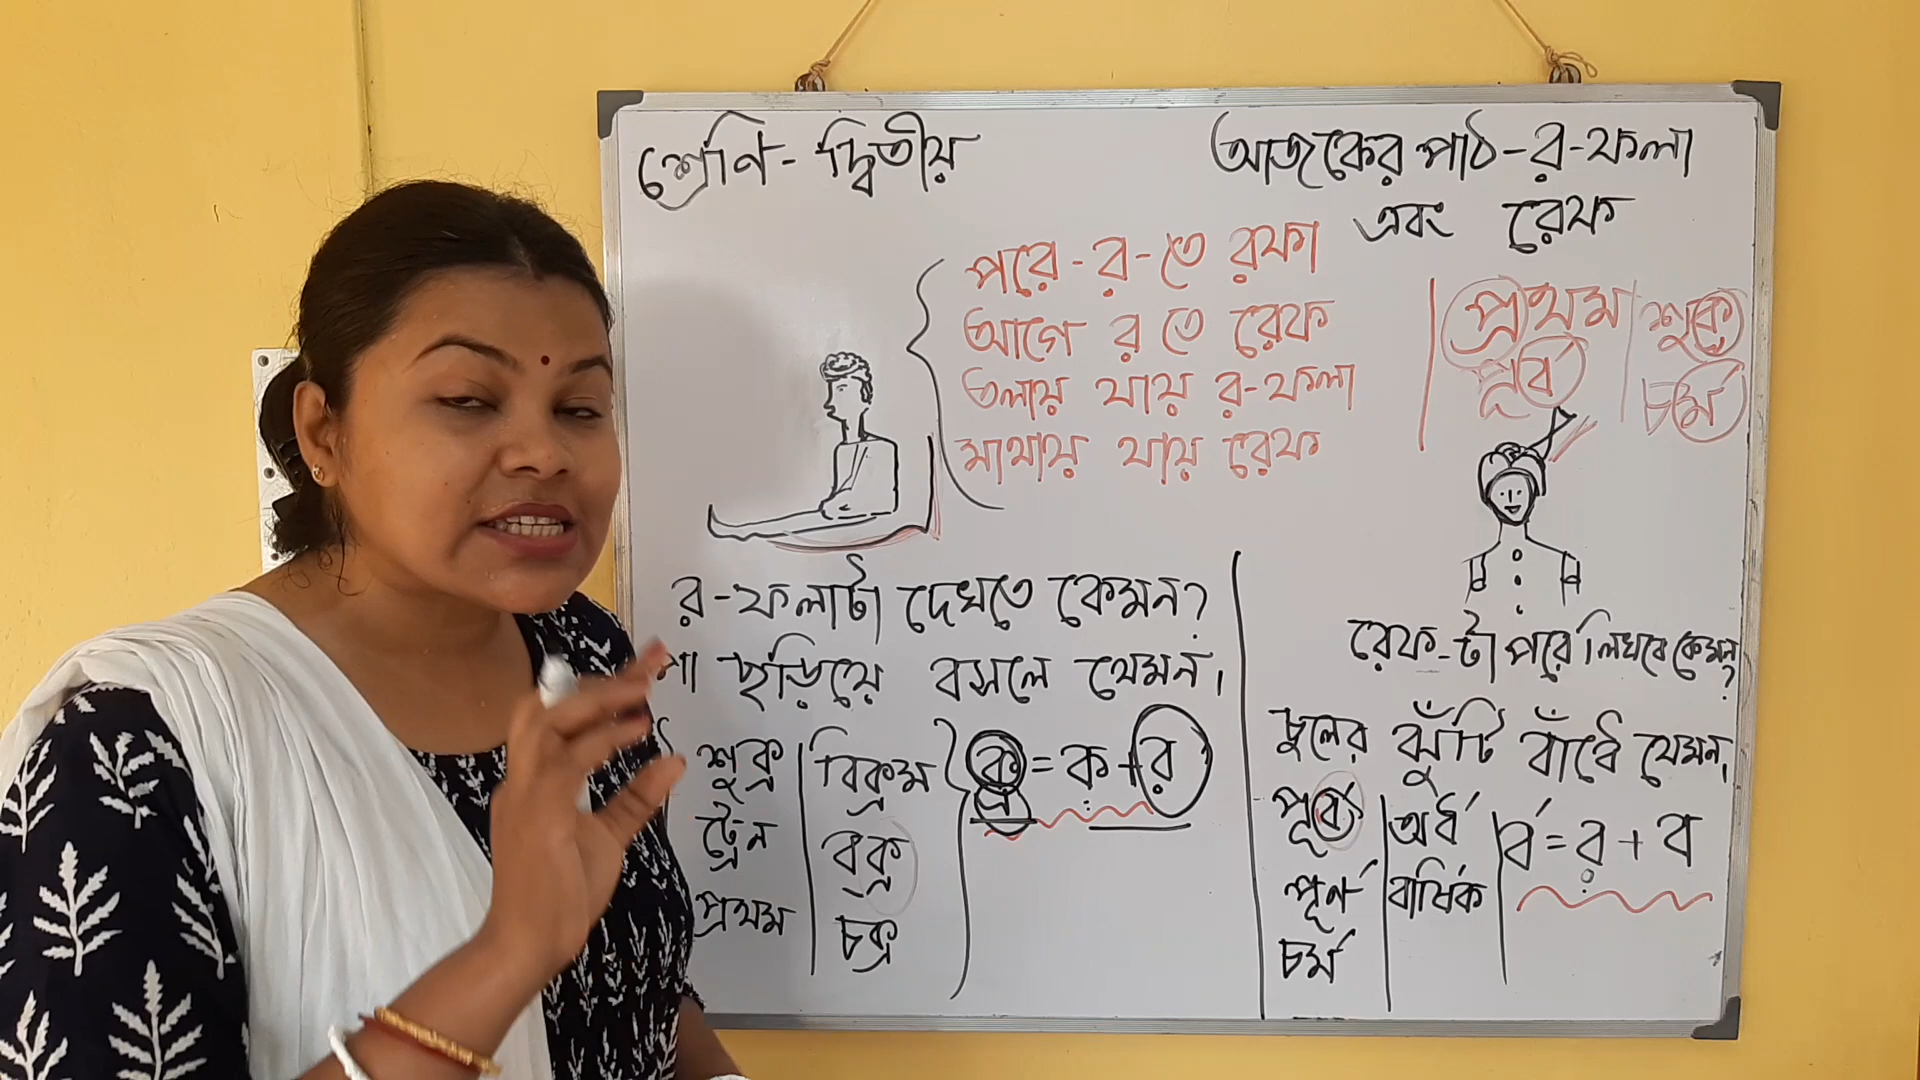 শ্রেণি - দ্বিতীয়
আজকের পাঠ - র - ফলা
এবং রেফ
পরে - র - তে রফা
আগে র তে রেফ
তলায় যায় র - ফলা
মাথায় যায় রেফ
প্রথম শুক্র
পূর্ব চর্ম
র - ফলাটা দেখতে কেমন?
পা ছড়িয়ে বসলে যেমন।
শুক্র বিক্রম ক্র = ক + র
ট্রেন বক্র
প্রথম চক্র
রেফ - টা পরে লিখবে কেমন?
চুলের ঝুঁটি বাঁধে যেমন।
পূর্ব অর্ধ র্ব = র + ব
পূর্ণ বার্ষিক
চর্ম